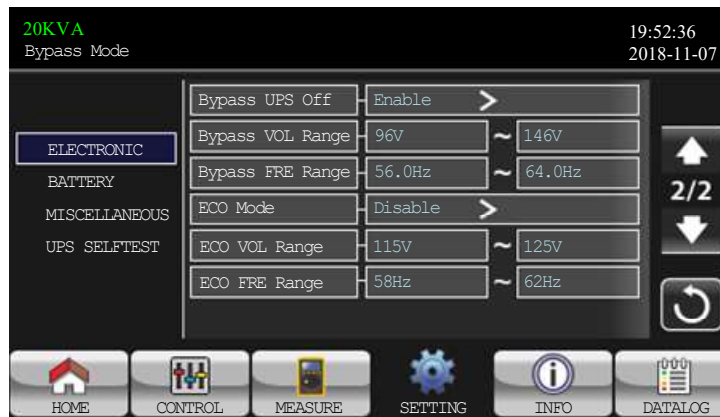 20KVA
Bypass Mode
19:52:36
2018-11-07
ELECTRONIC
BATTERY
MISCELLANEOUS
UPS SELFTEST
Bypass UPS Off Enable >
Bypass VOL Range 96V ~ 146V
Bypass FRE Range 56.0Hz ~ 64.0Hz
ECO Mode Disable >
ECO VOL Range 115V ~ 125V
ECO FRE Range 58Hz ~ 62Hz
2/2
HOME CONTROL MEASURE SETTING INFO DATALOG